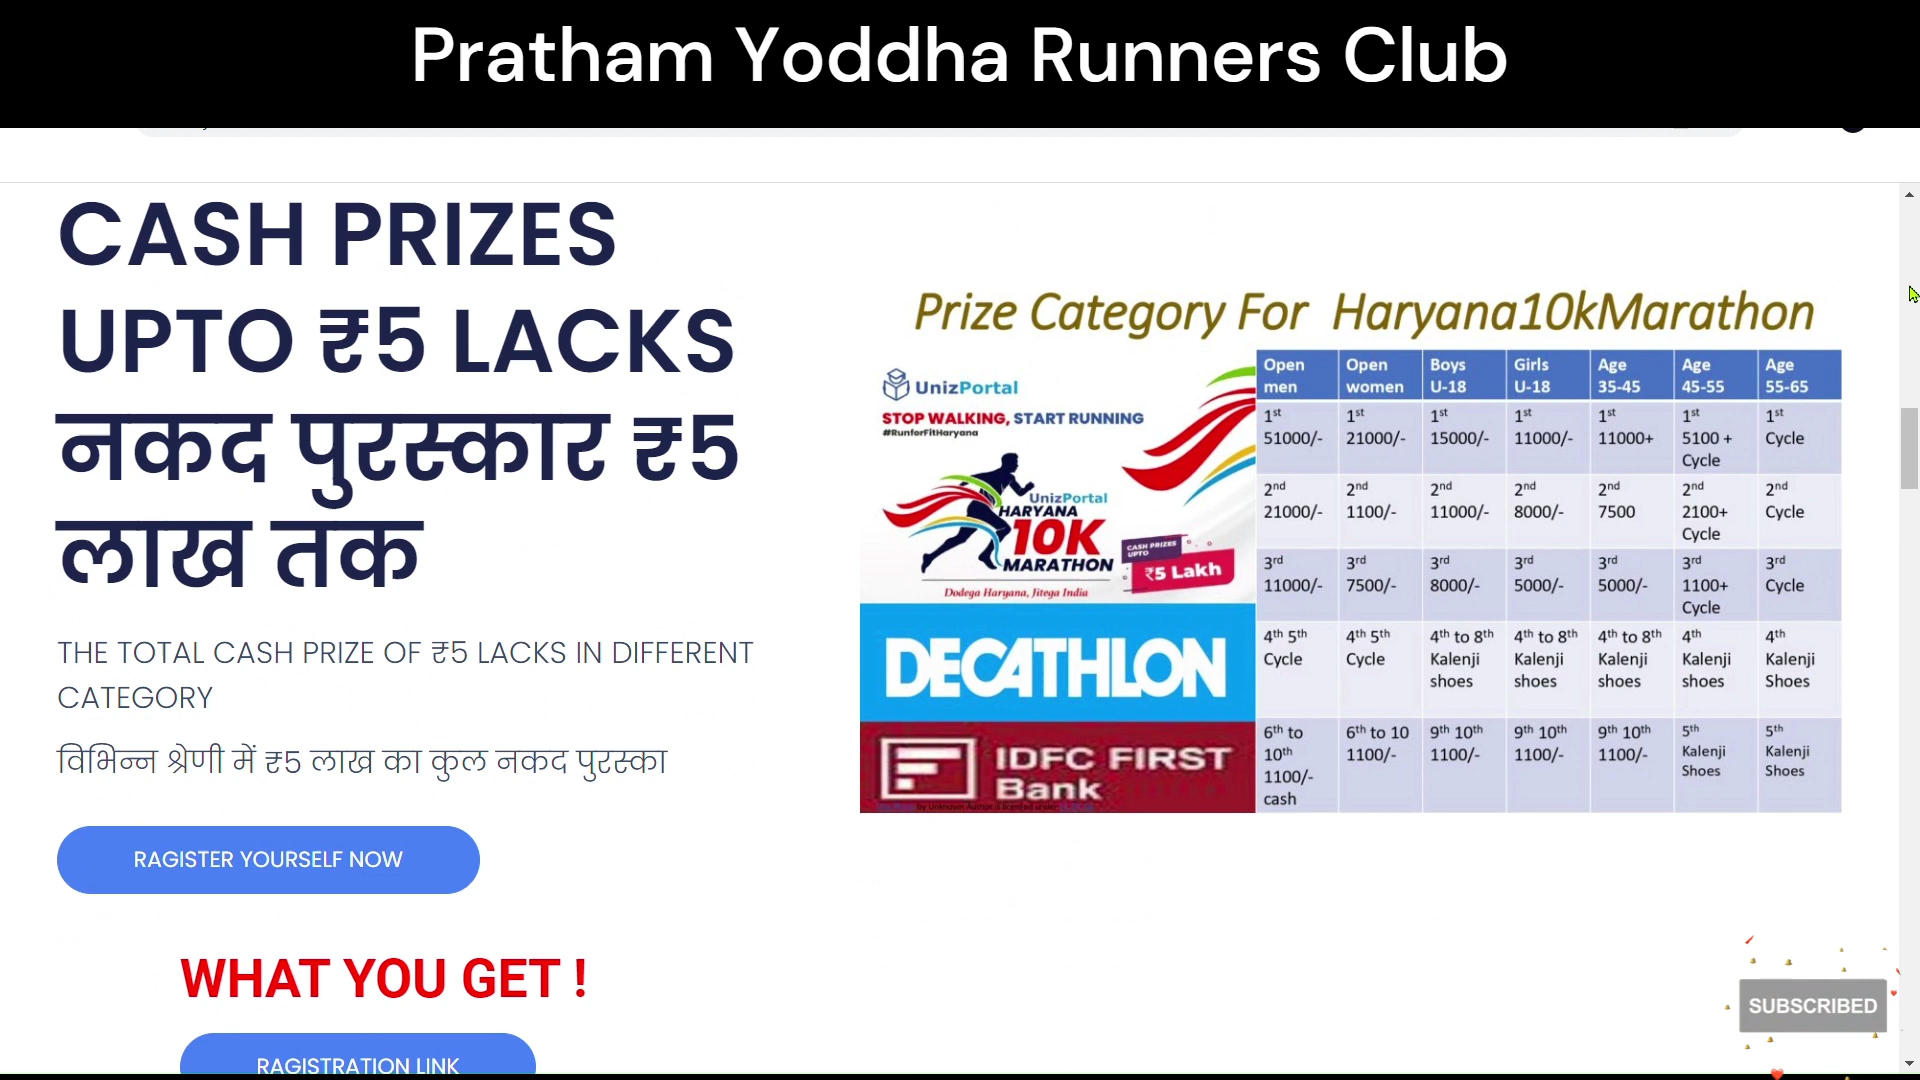 Pratham Yoddha Runners Club
CASH PRIZES
UPTO ₹5 LACKS
नकद पुरस्कार ₹5
लाख तक
THE TOTAL CASH PRIZE OF ₹5 LACKS IN DIFFERENT
CATEGORY
विभिन्न श्रेणी में ₹5 लाख का कुल नकद पुरस्का
RAGISTER YOURSELF NOW
WHAT YOU GET !
RAGISTRATION LINK
Prize Category For Haryana10kMarathon
UnizPortal
STOP WALKING, START RUNNING
#RunforFitHaryana
UnizPortal
HARYANA
10K
MARATHON
CASH PRIZES
UPTO
₹5 Lakh
Dodega Haryana, Jitega India
DECATHLON
IDFC FIRST
Bank
by Unknown Author is licensed under
Open men Open women Boys U-18 Girls U-18 Age 35-45 Age 45-55 Age 55-65
1st 51000/- 1st 21000/- 1st 15000/- 1st 11000/- 1st 11000+ 1st 5100 + Cycle 1st Cycle
2nd 21000/- 2nd 1100/- 2nd 11000/- 2nd 8000/- 2nd 7500 2nd 2100+ Cycle 2nd Cycle
3rd 11000/- 3rd 7500/- 3rd 8000/- 3rd 5000/- 3rd 5000/- 3rd 1100+ Cycle 3rd Cycle
4th 5th Cycle 4th 5th Cycle 4th to 8th Kalenji shoes 4th to 8th Kalenji shoes 4th to 8th Kalenji shoes 4th Kalenji shoes 4th Kalenji Shoes
6th to 10th 1100/- cash 6th to 10 1100/- 9th 10th 1100/- 9th 10th 1100/- 9th 10th 1100/- 5th Kalenji Shoes 5th Kalenji Shoes
SUBSCRIBED